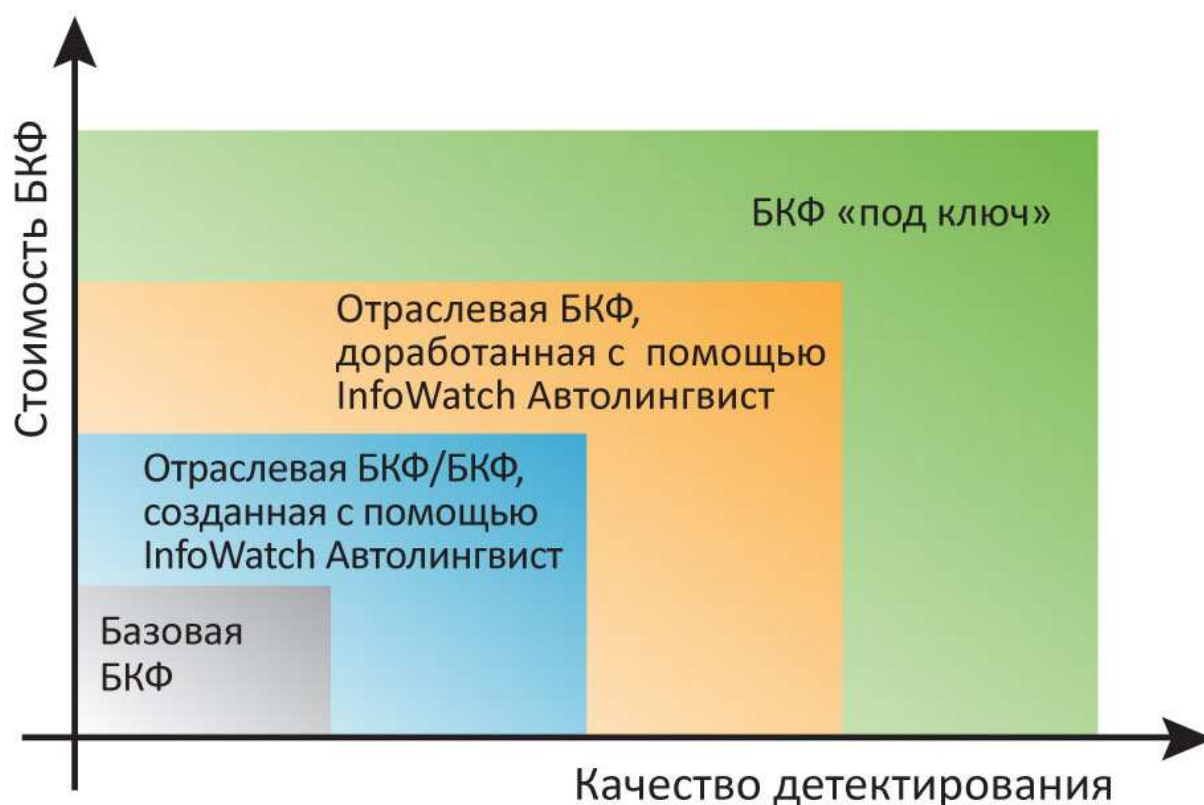 Стоимость БКФ
БКФ «под ключ»
Отраслевая БКФ,
доработанная с помощью
InfoWatch Автолингвист
Отраслевая БКФ/БКФ,
созданная с помощью
InfoWatch Автолингвист
Базовая
БКФ
Качество детектирования